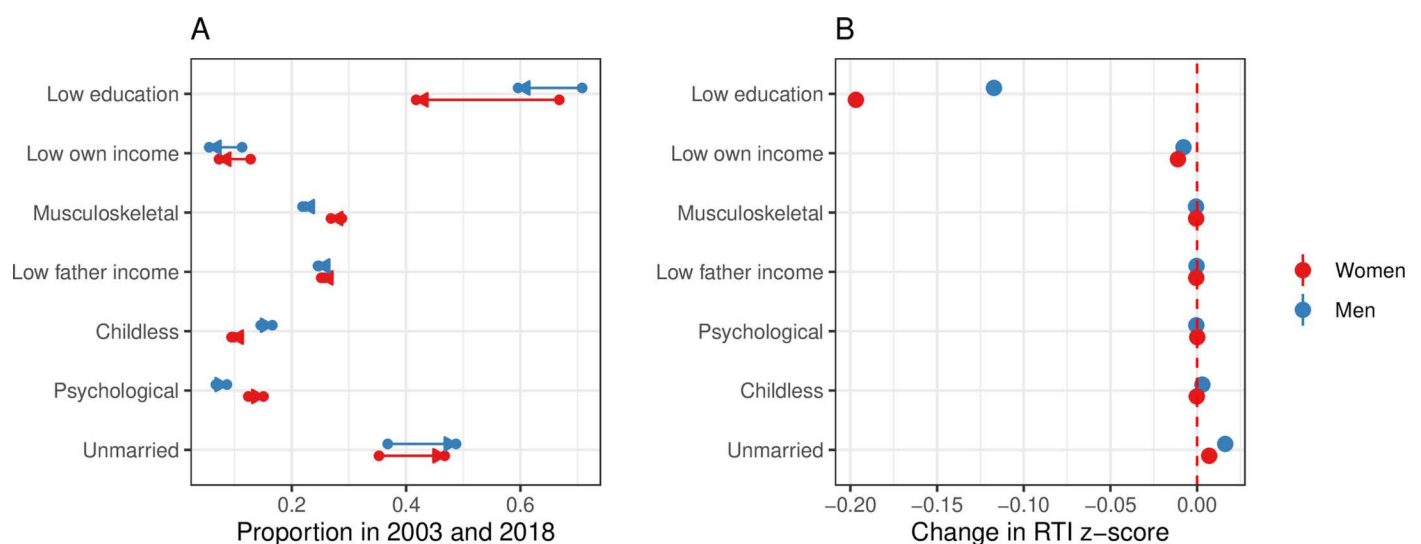 A
Low education
Low own income
Musculoskeletal
Low father income
Childless
Psychological
Unmarried
0.2 0.4 0.6
Proportion in 2003 and 2018
B
Low education
Low own income
Musculoskeletal
Low father income
Psychological
Childless
Unmarried
−0.20 −0.15 −0.10 −0.05 0.00
Change in RTI z−score
Women
Men